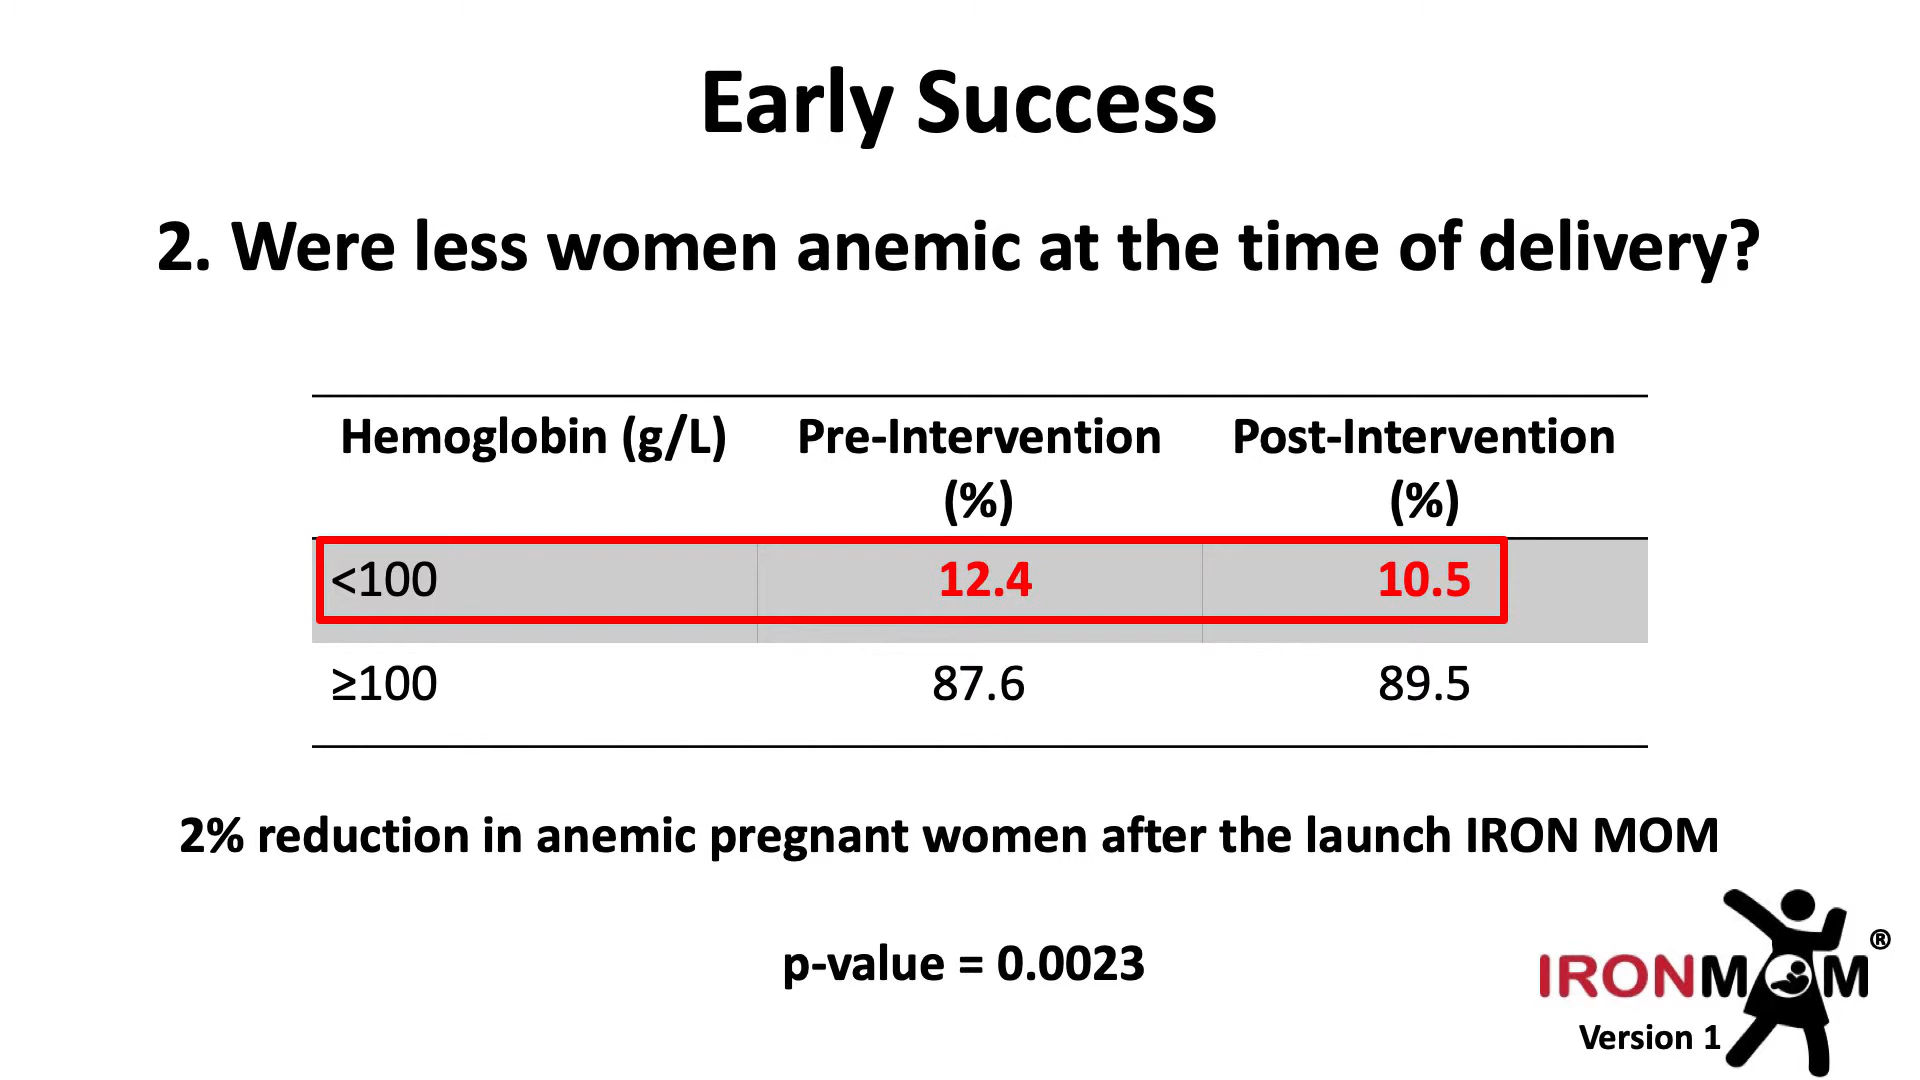 Early Success
2. Were less women anemic at the time of delivery?
Hemoglobin (g/L) Pre-Intervention (%) Post-Intervention (%)
<100 12.4 10.5
≥100 87.6 89.5
2% reduction in anemic pregnant women after the launch IRON MOM
p-value = 0.0023
IRONMOM®
Version 1